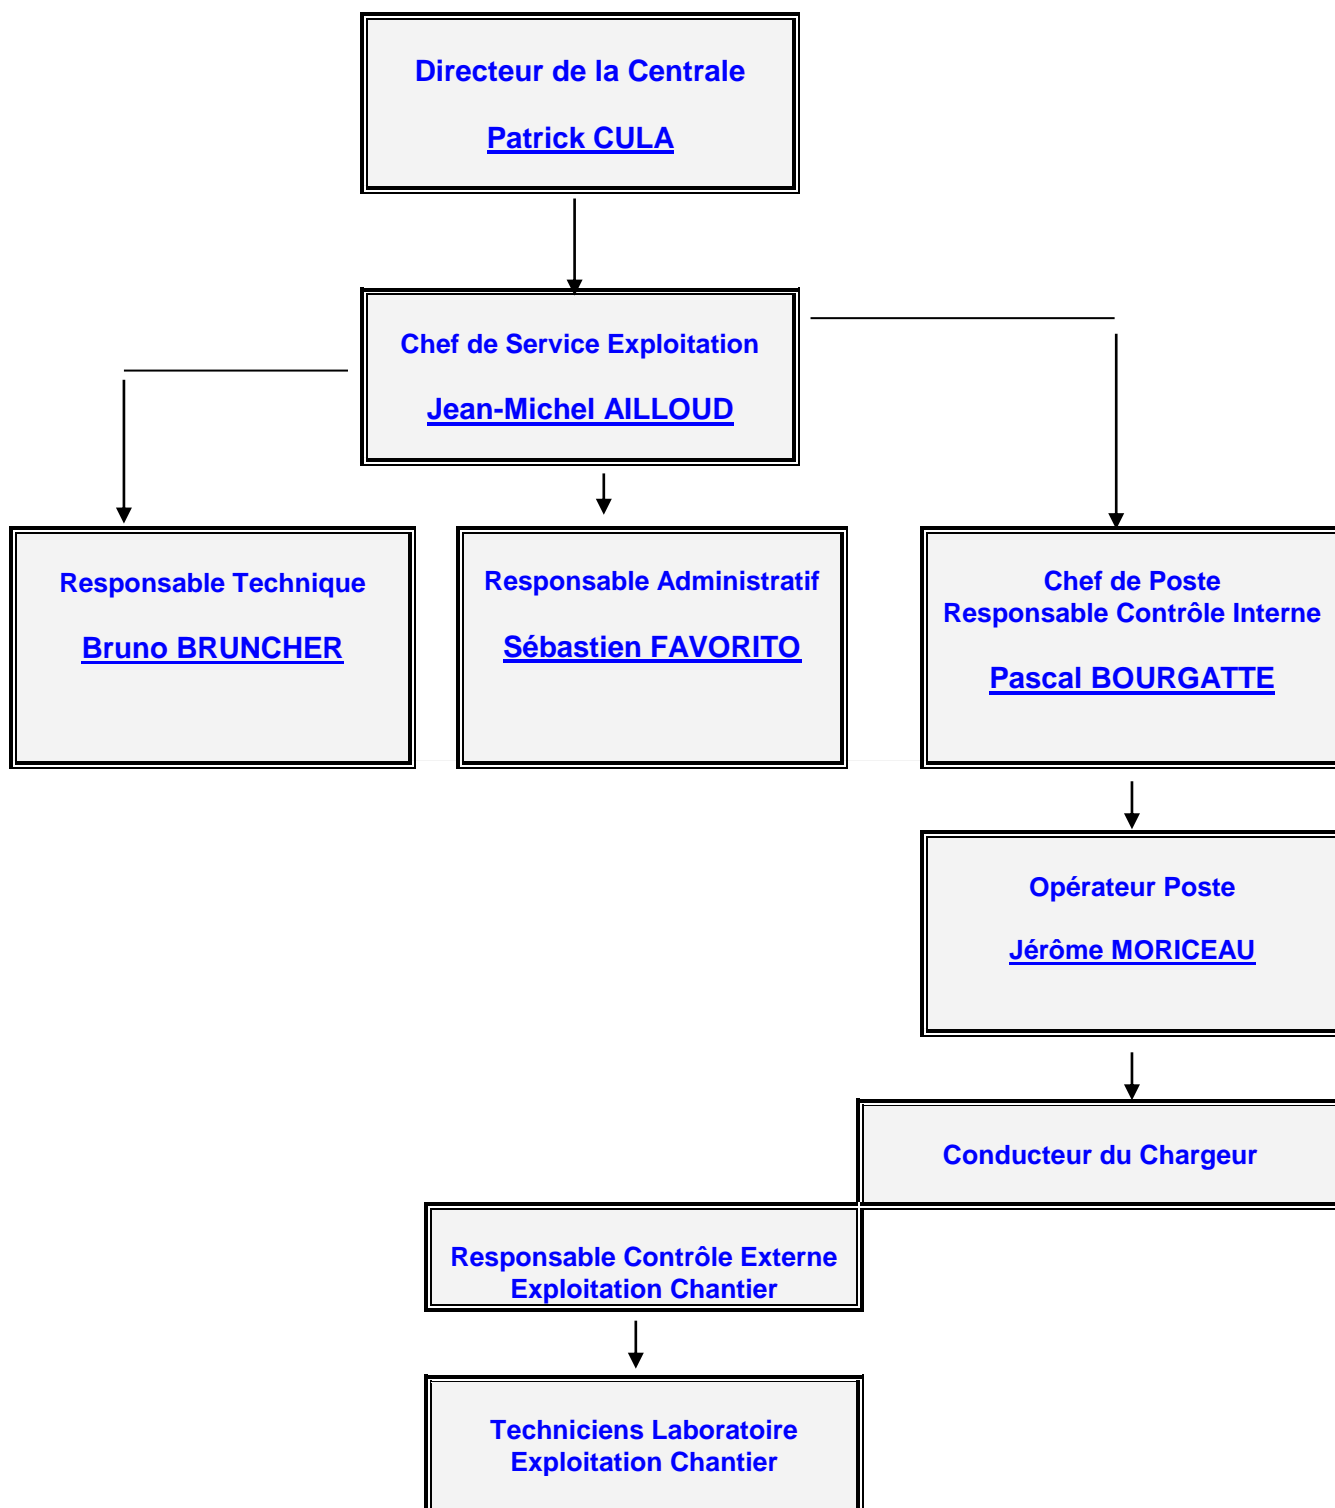 Directeur de la Centrale
Patrick CULA
Chef de Service Exploitation
Jean-Michel AILLOUD
Responsable Technique
Bruno BRUNCHER
Responsable Administratif
Sébastien FAVORITO
Chef de Poste
Responsable Contrôle Interne
Pascal BOURGATTE
Opérateur Poste
Jérôme MORICEAU
Conducteur du Chargeur
Responsable Contrôle Externe
Exploitation Chantier
Techniciens Laboratoire
Exploitation Chantier